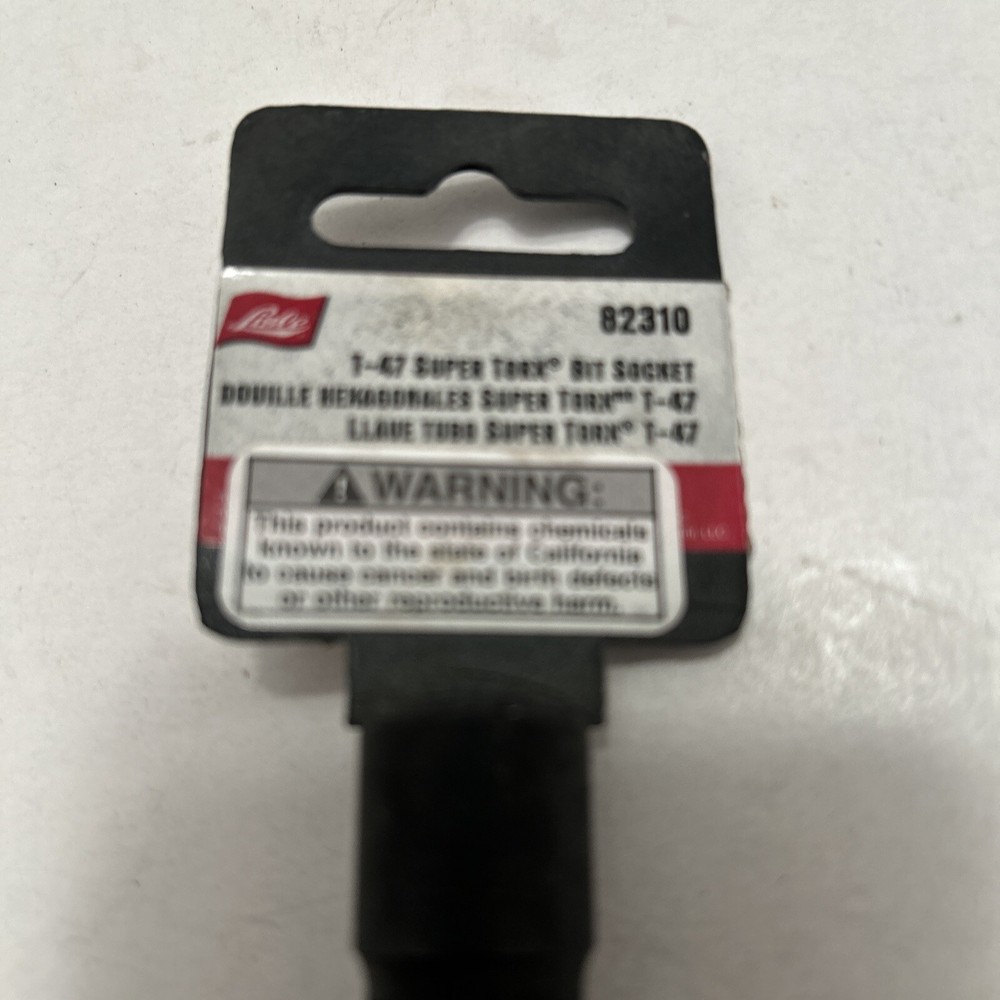 Lisle
82310
T-47 SUPER TORX® BIT SOCKET
DOUILLE HEXAGONALES SUPER TORX™ T-47
LLAVE TUBO SUPER TORX® T-47
WARNING:
This product contains chemicals
known to the state of California
to cause cancer and birth defects
or other reproductive harm.
LLC